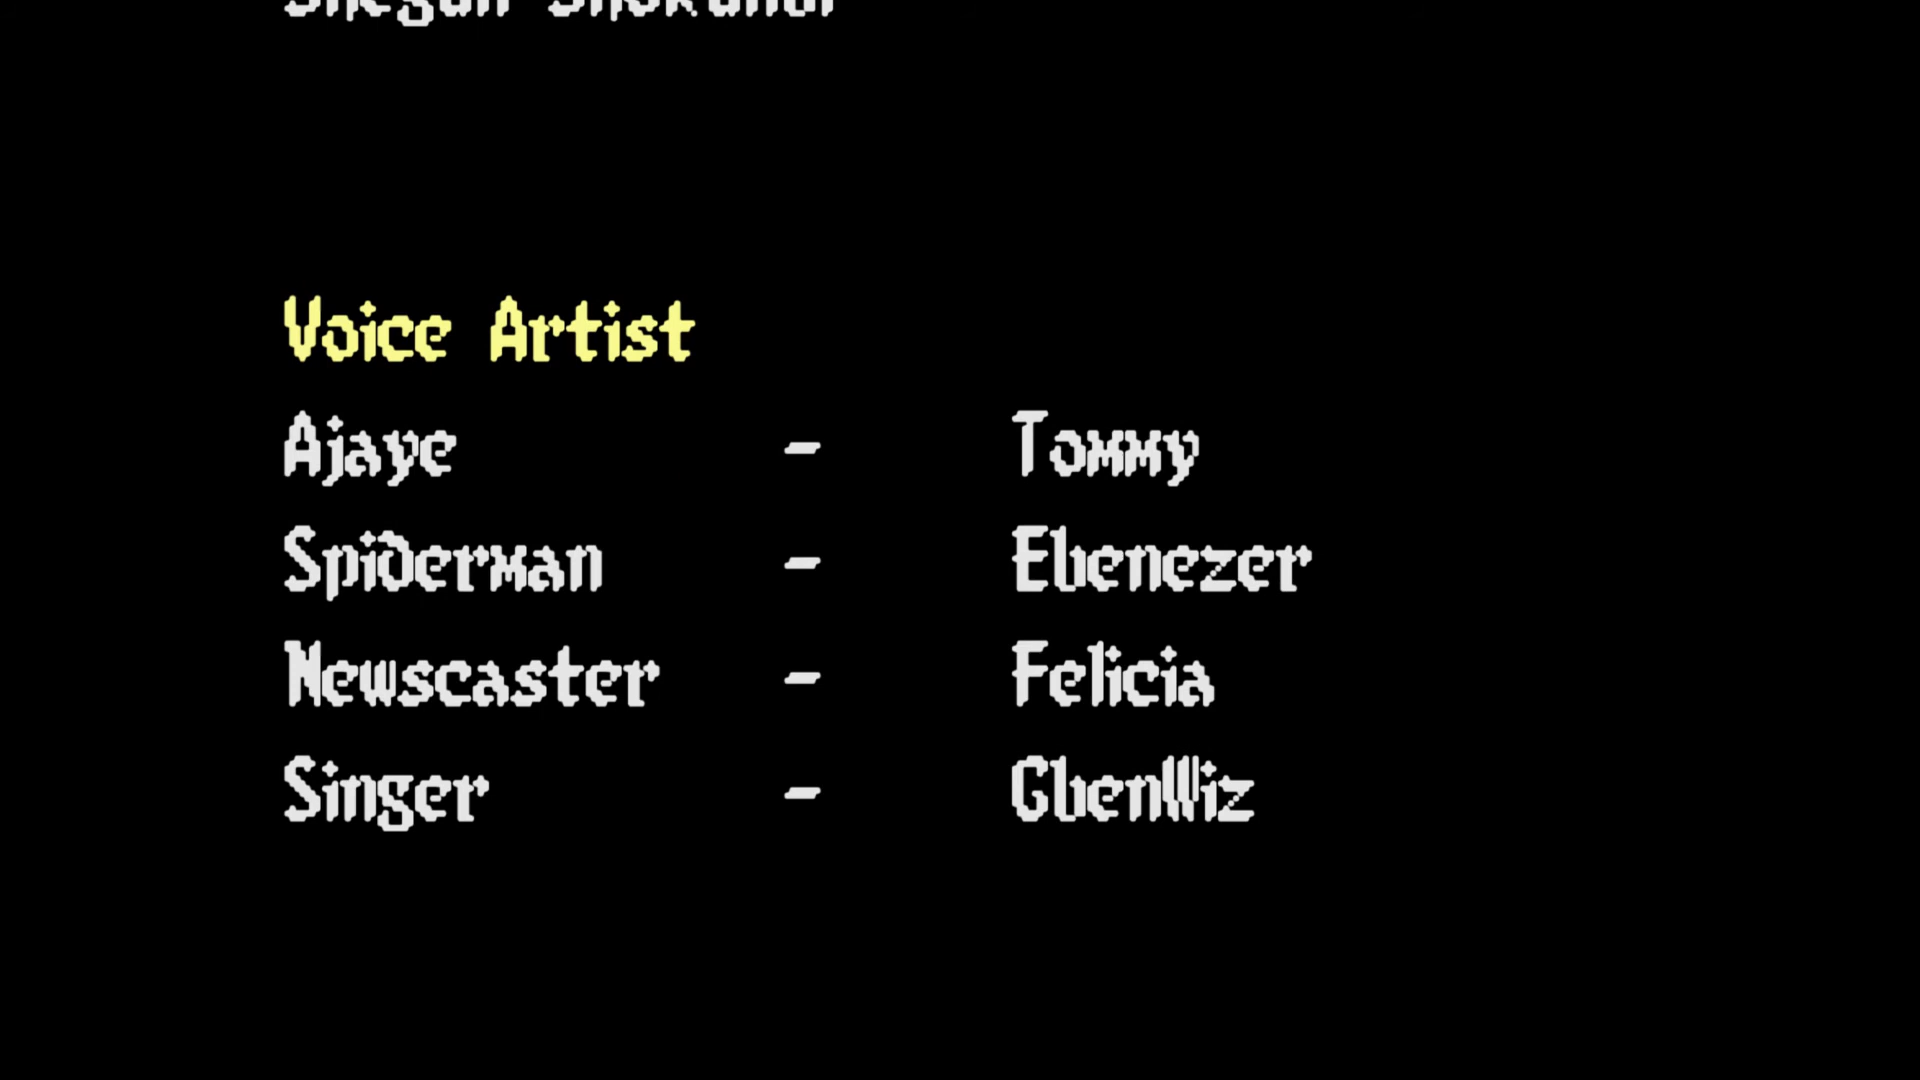 Voice Artist
Ajaye - Tommy
Spiderman - Ebenezer
Newscaster - Felicia
Singer - GbenWiz